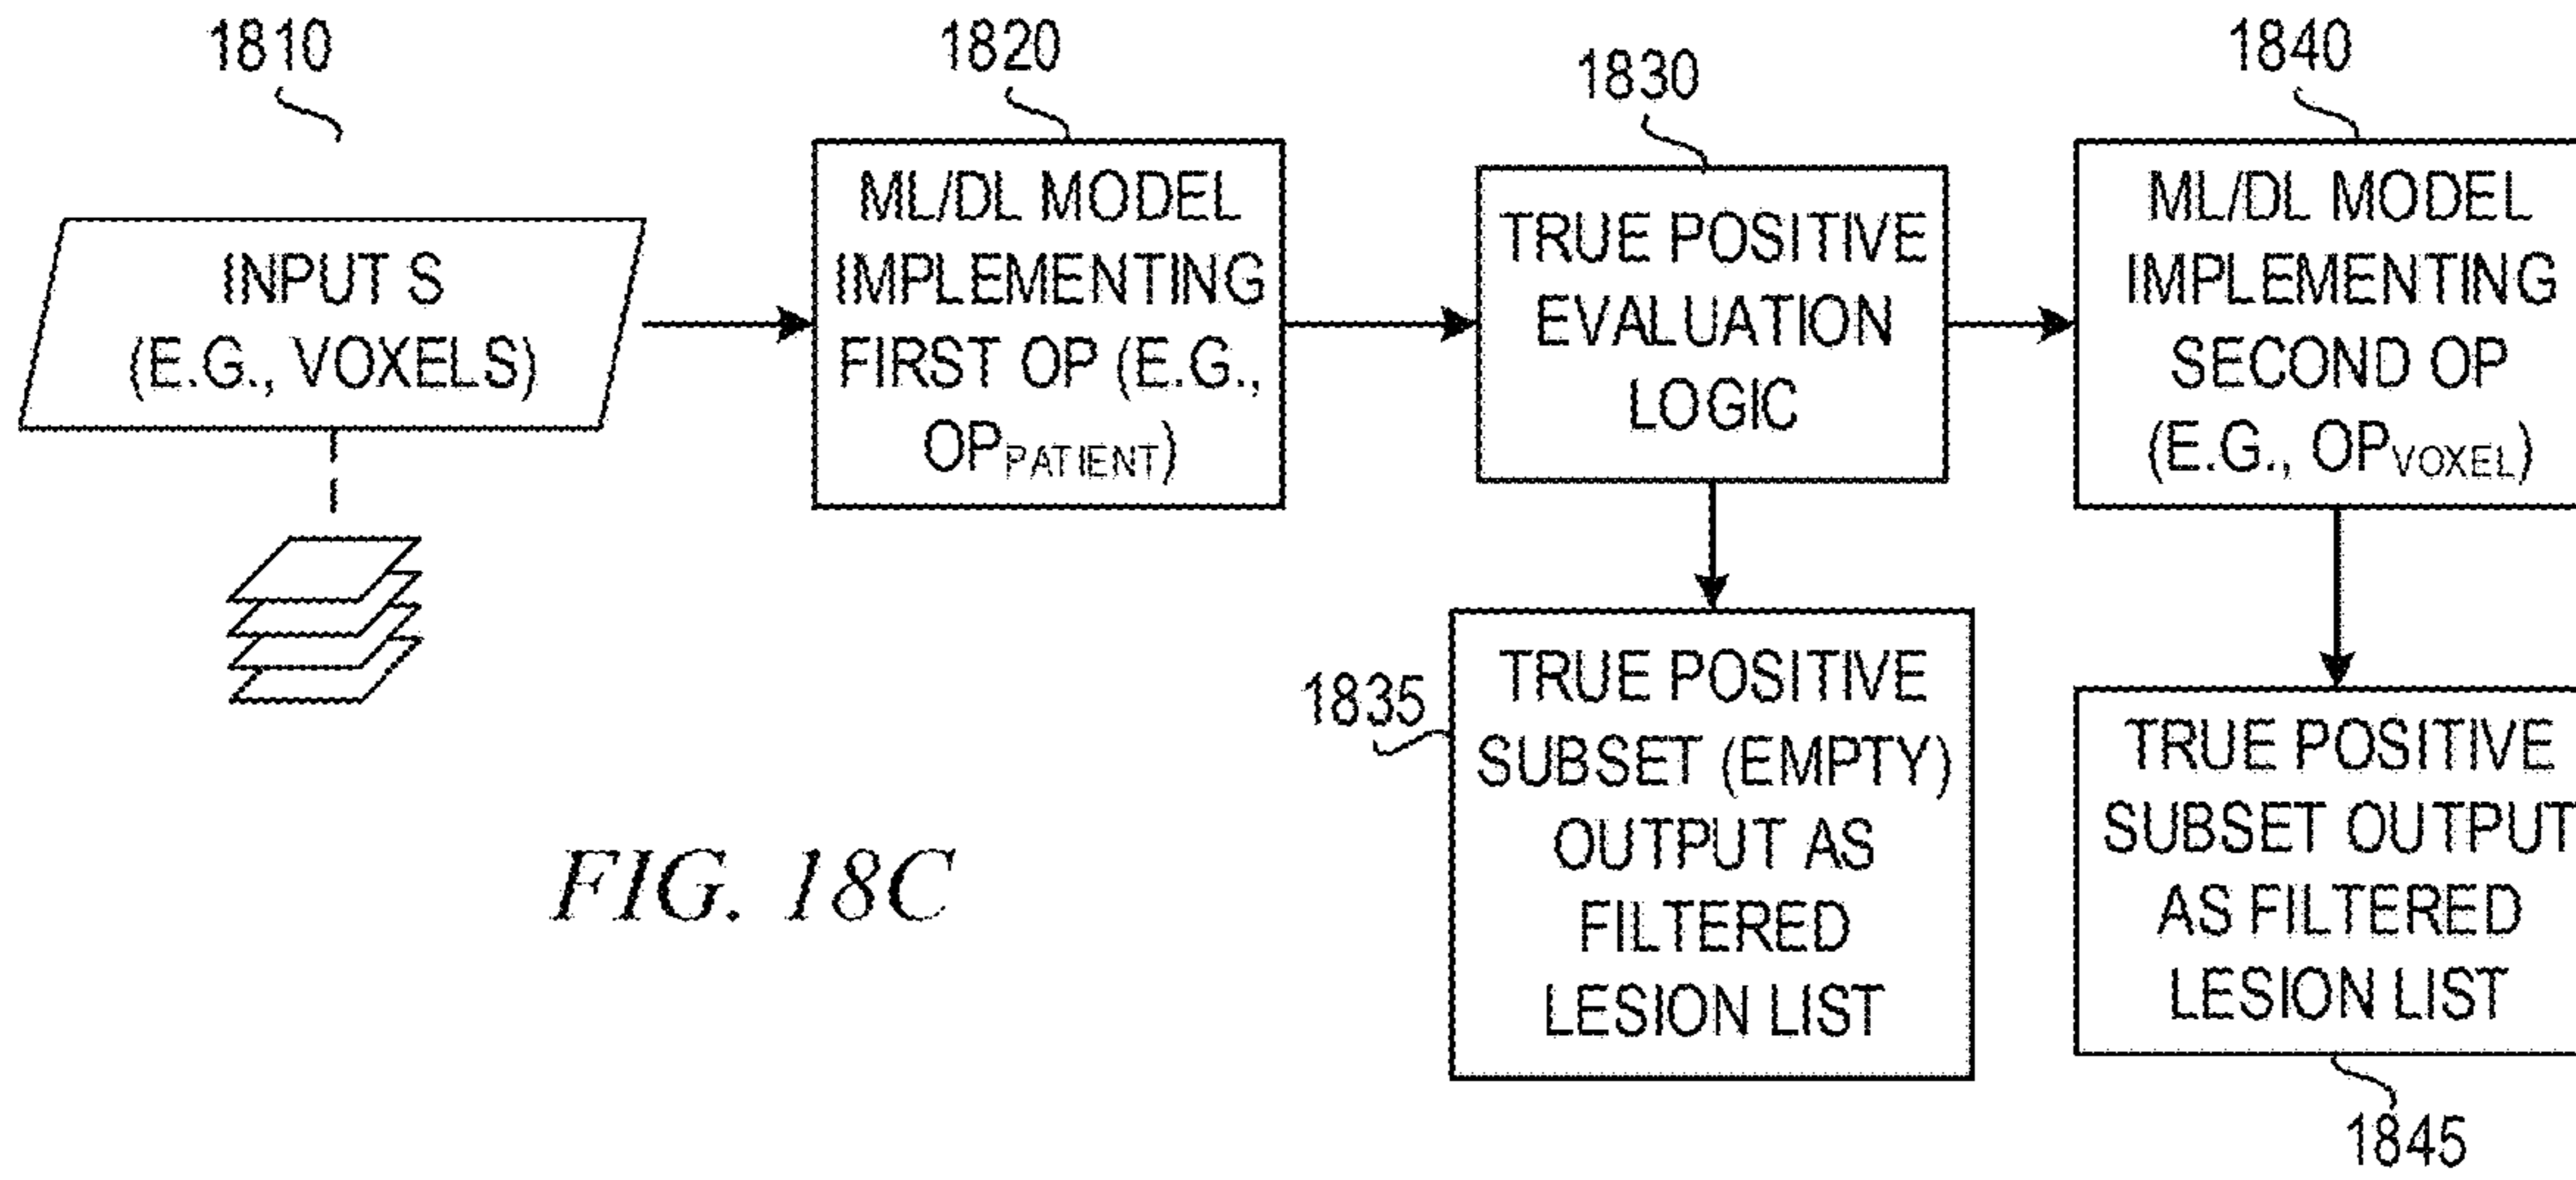 1810
INPUT S
(E.G., VOXELS)
1820
ML/DL MODEL
IMPLEMENTING
FIRST OP (E.G.,
OPPATIENT)
1830
TRUE POSITIVE
EVALUATION
LOGIC
1840
ML/DL MODEL
IMPLEMENTING
SECOND OP
(E.G., OPVOXEL)
1835
TRUE POSITIVE
SUBSET (EMPTY)
OUTPUT AS
FILTERED
LESION LIST
TRUE POSITIVE
SUBSET OUTPUT
AS FILTERED
LESION LIST
1845
FIG. 18C